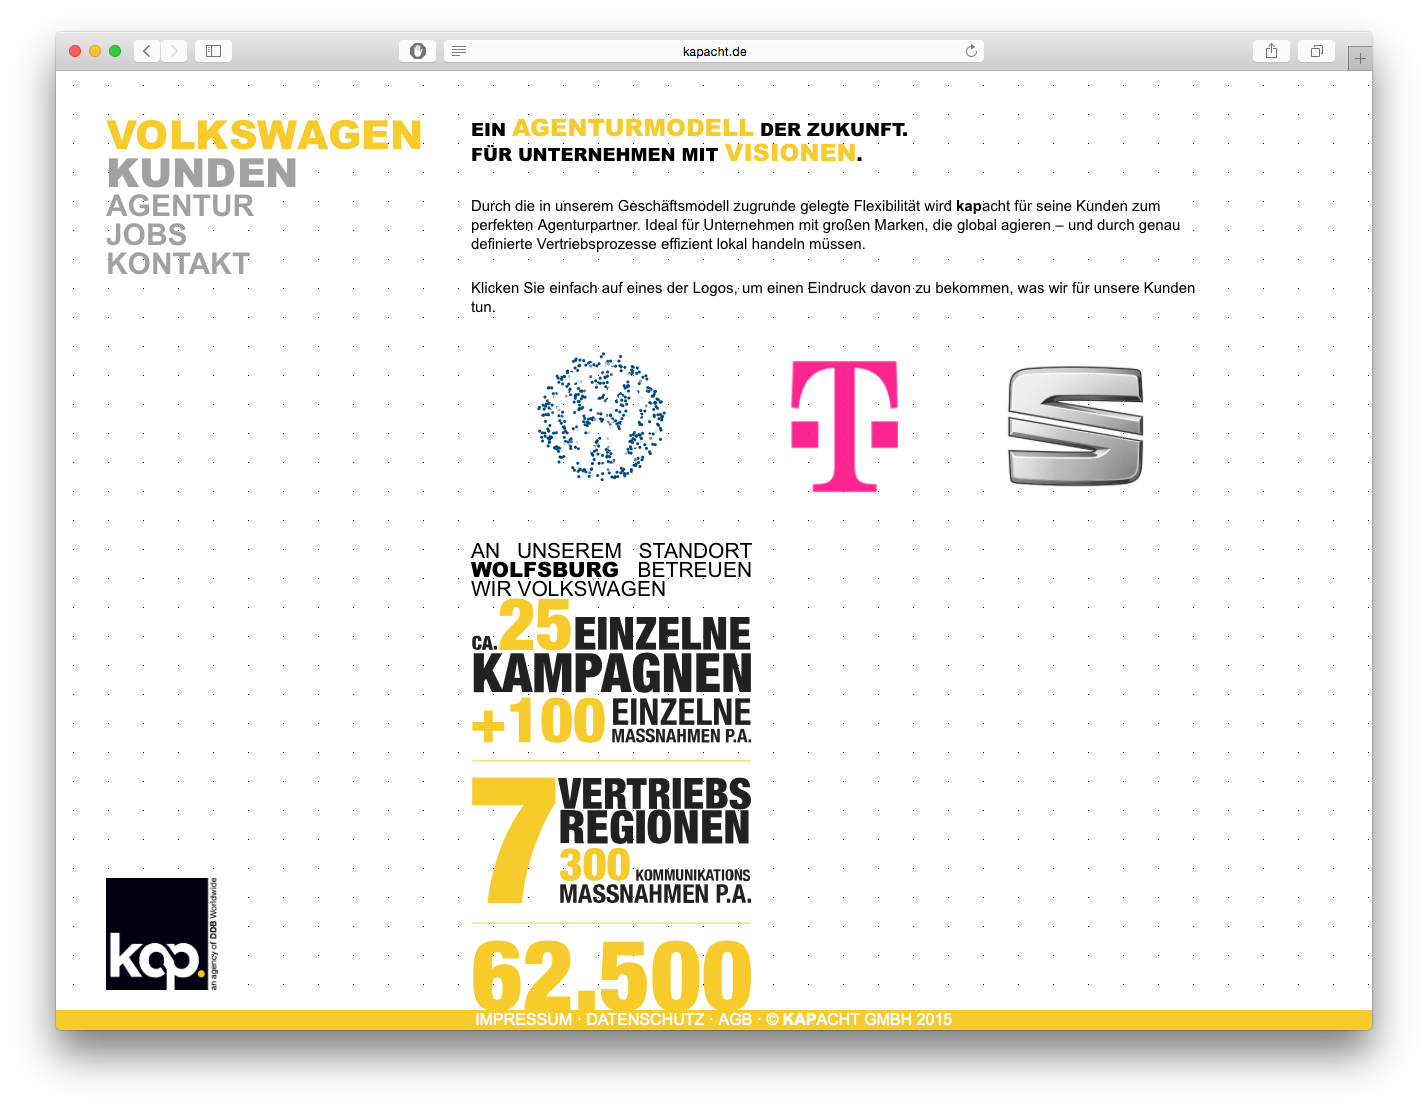 kapacht.de
VOLKSWAGEN
KUNDEN
AGENTUR
JOBS
KONTAKT
EIN AGENTURMODELL DER ZUKUNFT.
FÜR UNTERNEHMEN MIT VISIONEN.
Durch die in unserem Geschäftsmodell zugrunde gelegte Flexibilität wird kapacht für seine Kunden zum
perfekten Agenturpartner. Ideal für Unternehmen mit großen Marken, die global agieren – und durch genau
definierte Vertriebsprozesse effizient lokal handeln müssen.
Klicken Sie einfach auf eines der Logos, um einen Eindruck davon zu bekommen, was wir für unsere Kunden
tun.
T
S
AN UNSEREM STANDORT
WOLFSBURG BETREUEN
WIR VOLKSWAGEN
CA. 25 EINZELNE
KAMPAGNEN
+100 EINZELNE
MASSNAHMEN P.A.
7 VERTRIEBS
REGIONEN
300 KOMMUNIKATIONS
MASSNAHMEN P.A.
62.500
kap.
an agency of DDB Worldwide
IMPRESSUM · DATENSCHUTZ · AGB · © KAPACHT GMBH 2015